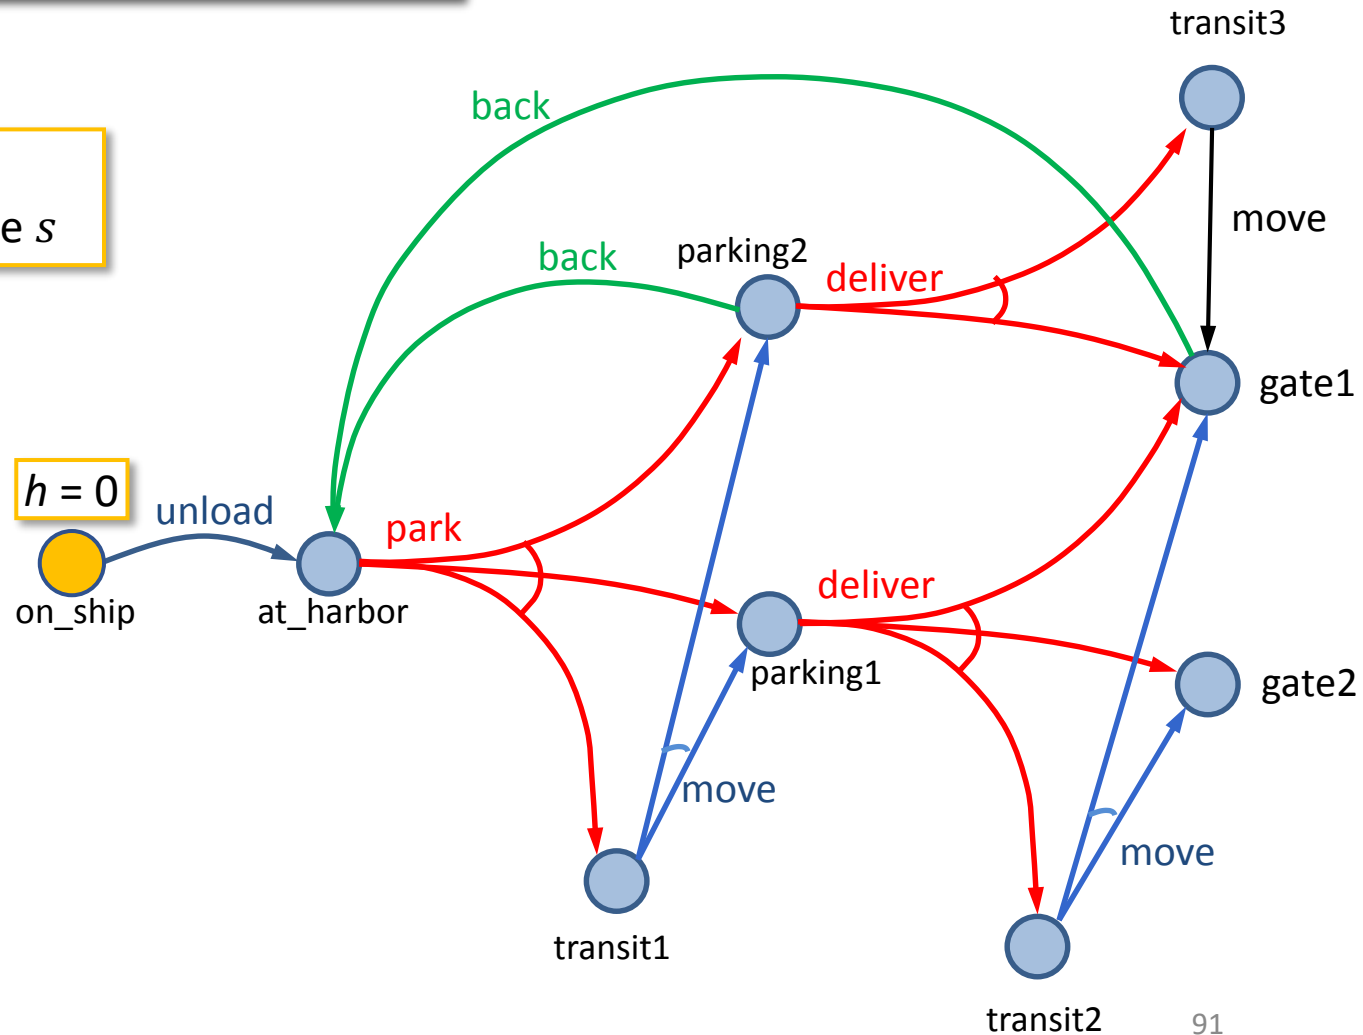 transit3
back
move
e s
parking2
back
deliver
gate1
h = 0
unload
park
deliver
on_ship
at_harbor
parking1
gate2
move
move
transit1
transit2
91